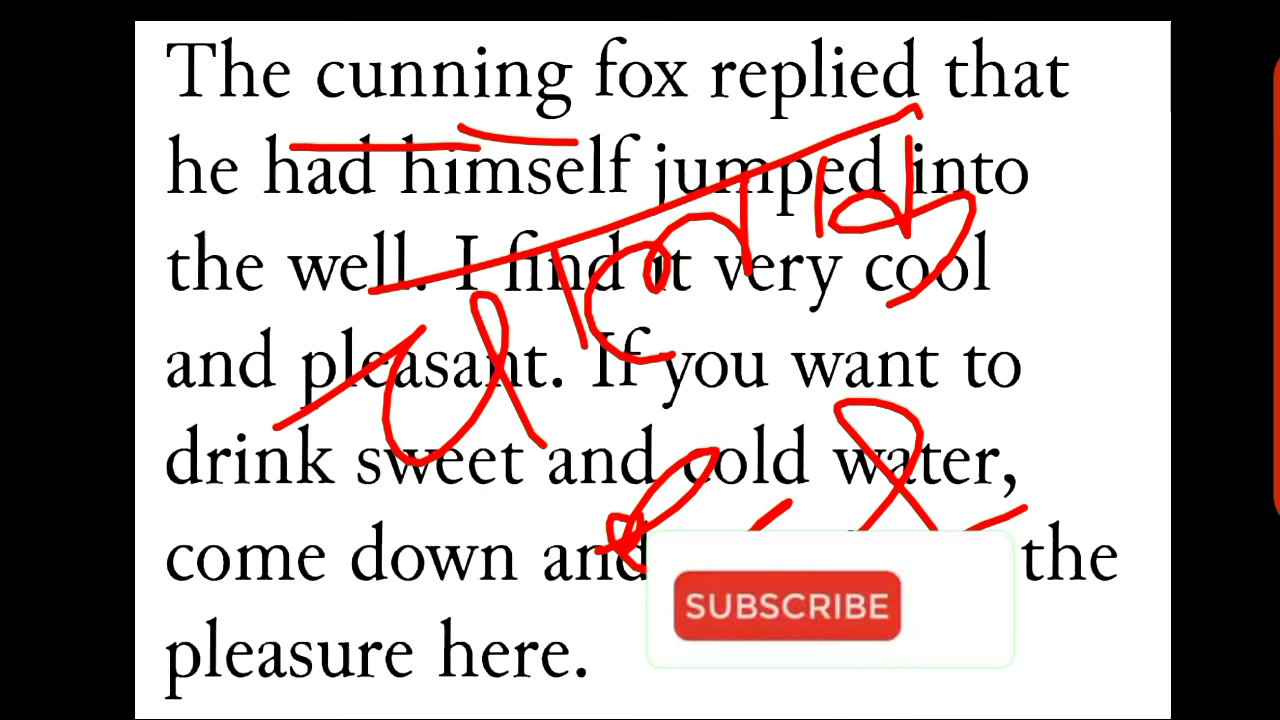 The cunning fox replied that
he had himself jumped into
the well. I find it very cool
and pleasant. If you want to
drink sweet and cold water,
come down and the
pleasure here.
SUBSCRIBE